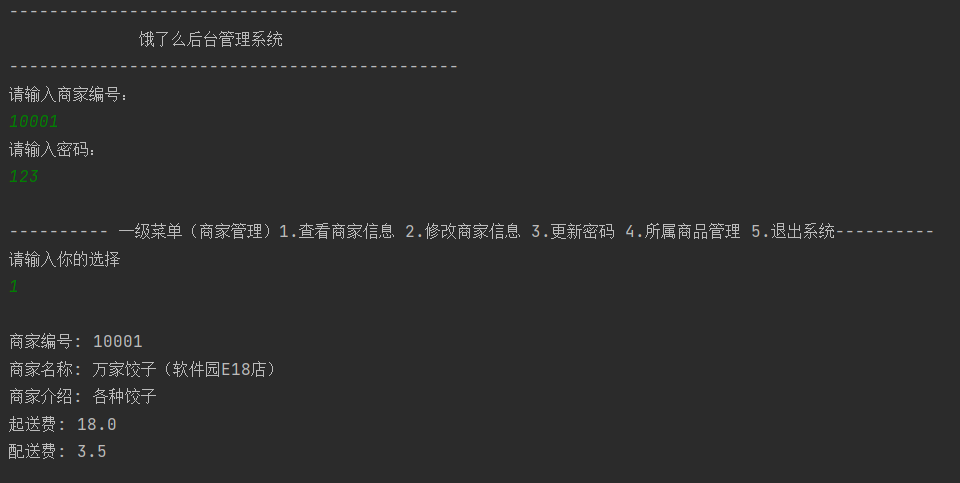 ---------------------------------------------
饿了么后台管理系统
---------------------------------------------
请输入商家编号：
10001
请输入密码：
123
---------- 一级菜单（商家管理）1.查看商家信息 2.修改商家信息 3.更新密码 4.所属商品管理 5.退出系统----------
请输入你的选择
1
商家编号: 10001
商家名称: 万家饺子（软件园E18店）
商家介绍: 各种饺子
起送费: 18.0
配送费: 3.5